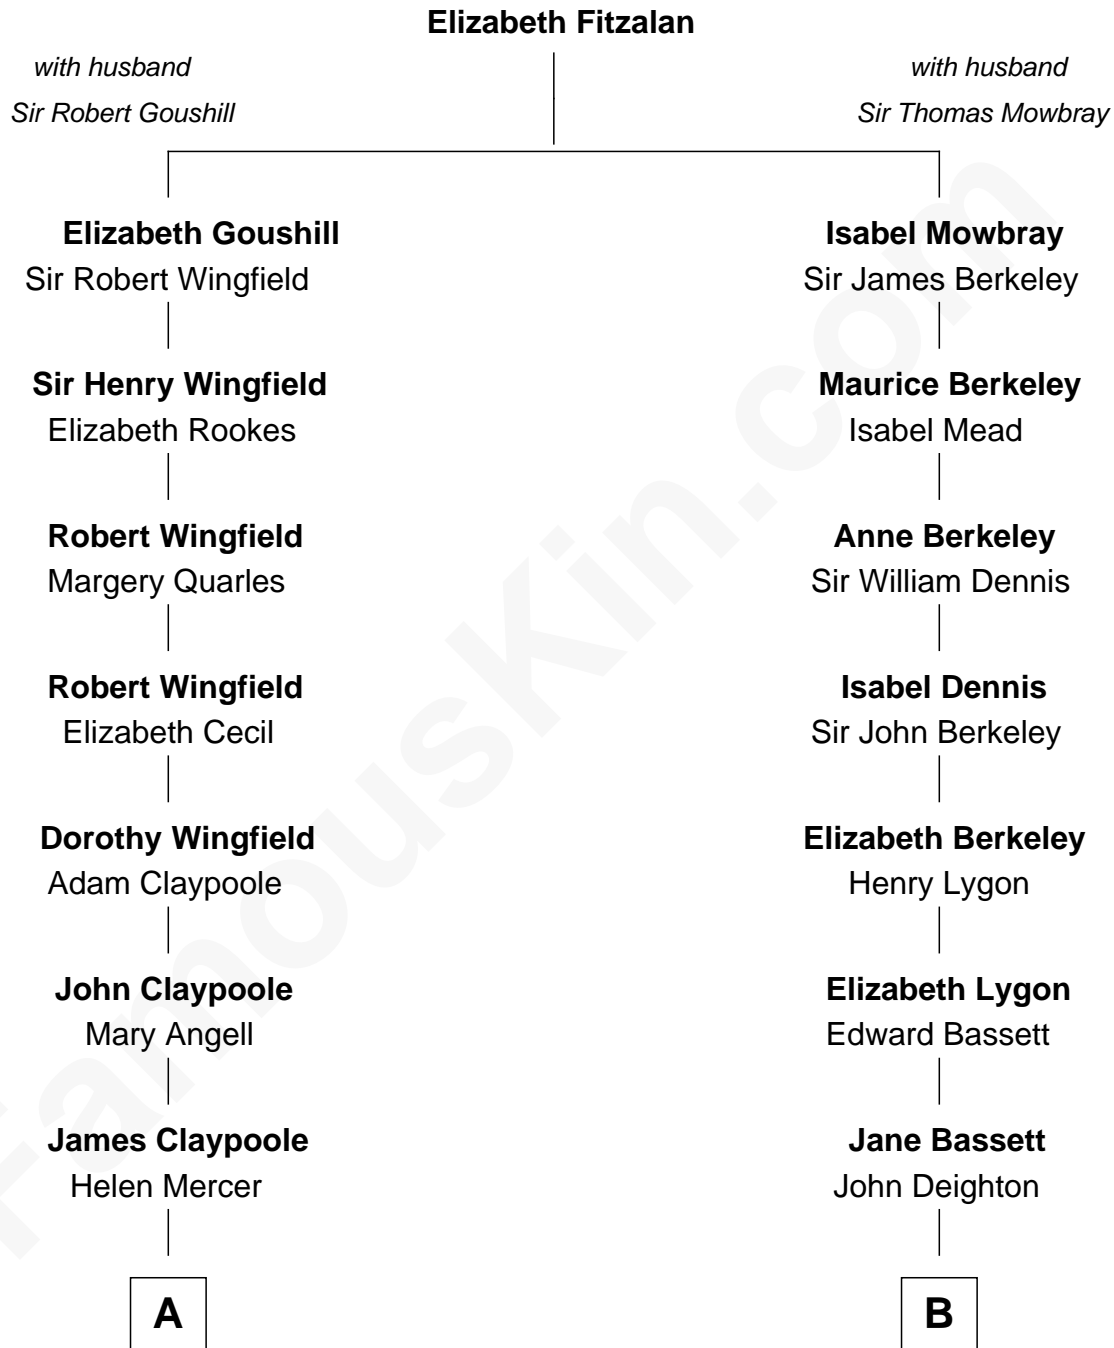 Elizabeth Fitzalan
with husband
Sir Robert Goushill
with husband
Sir Thomas Mowbray
Elizabeth Goushill
Sir Robert Wingfield
Isabel Mowbray
Sir James Berkeley
Sir Henry Wingfield
Elizabeth Rookes
Maurice Berkeley
Isabel Mead
Robert Wingfield
Margery Quarles
Anne Berkeley
Sir William Dennis
Robert Wingfield
Elizabeth Cecil
Isabel Dennis
Sir John Berkeley
Dorothy Wingfield
Adam Claypoole
Elizabeth Berkeley
Henry Lygon
John Claypoole
Mary Angell
Elizabeth Lygon
Edward Bassett
James Claypoole
Helen Mercer
Jane Bassett
John Deighton
A
B
FamousKin.com